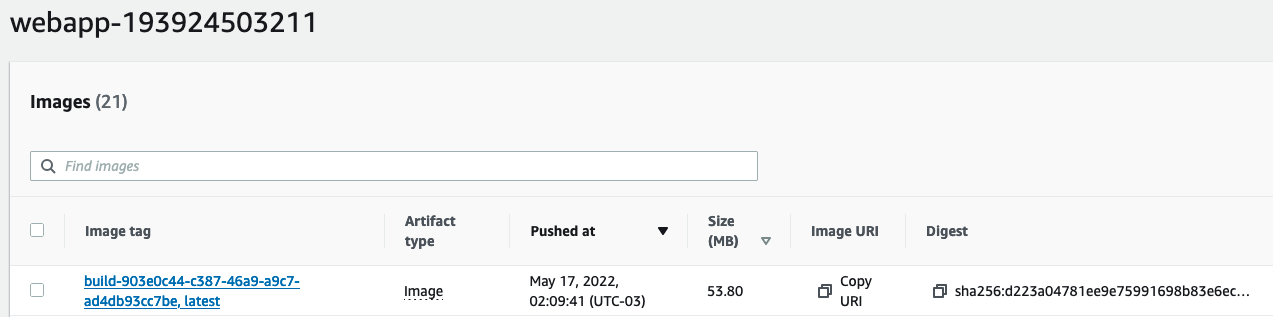 webapp-193924503211
Images (21)
Find images
Image tag
Artifact
type
Pushed at
Size
(MB)
Image URI
Digest
build-903e0c44-c387-46a9-a9c7-
ad4db93cc7be, latest
Image
May 17, 2022,
02:09:41 (UTC-03)
53.80
Copy
URI
sha256:d223a04781ee9e75991698b83e6ec...